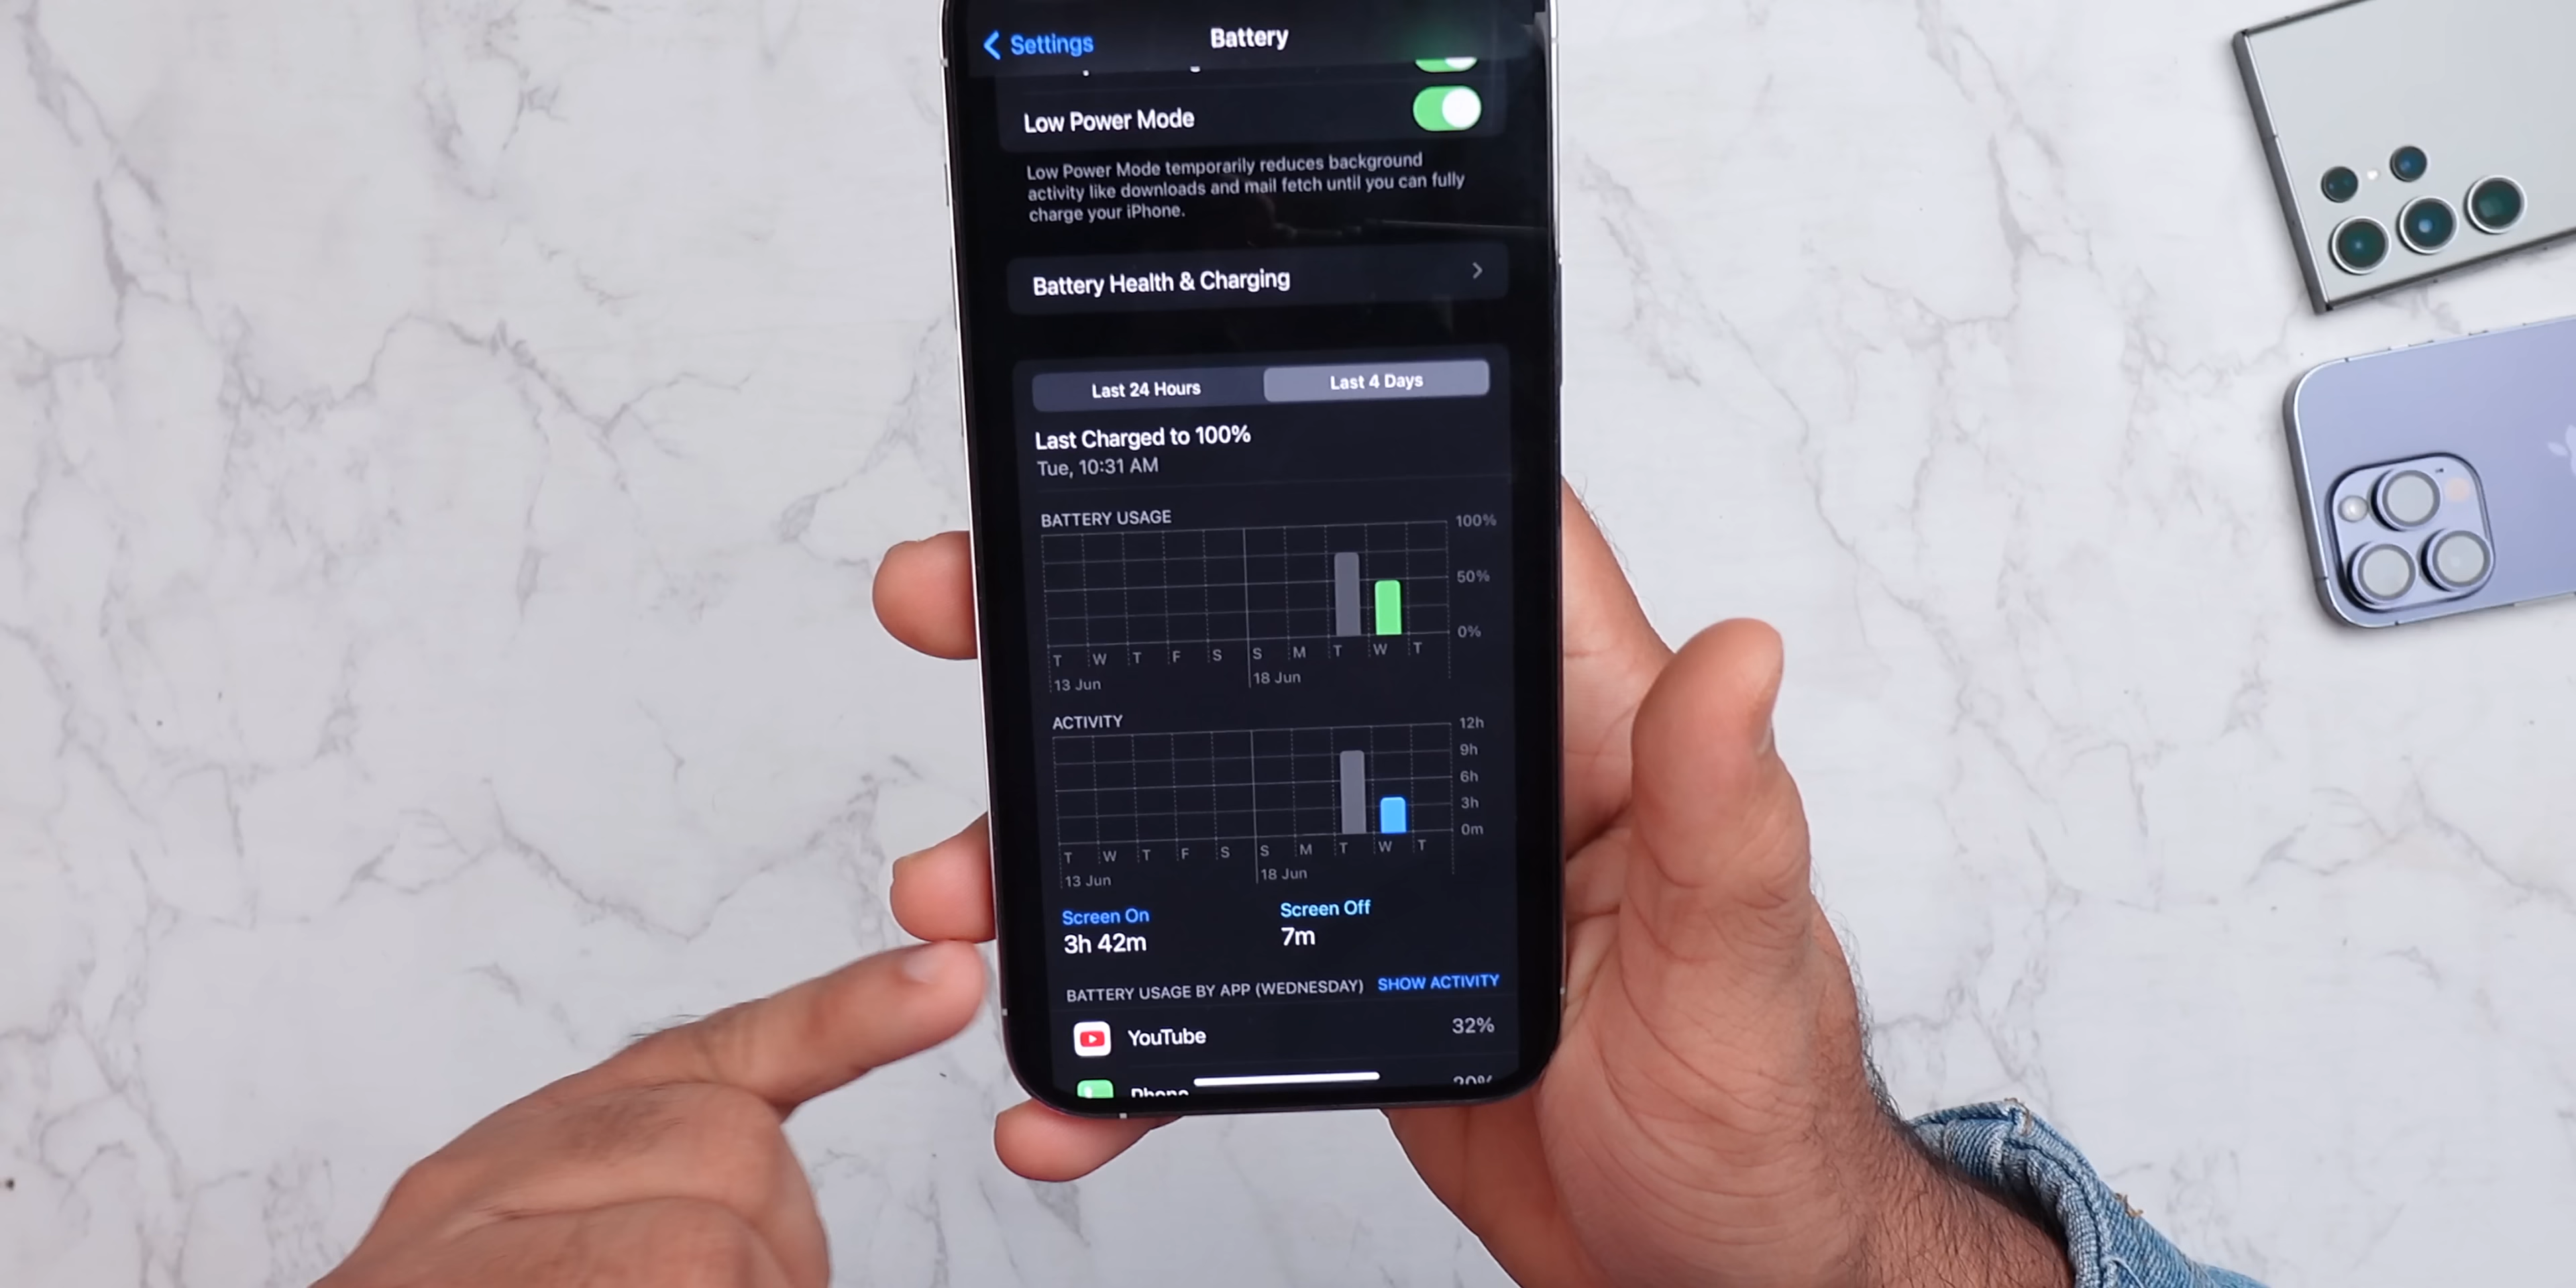 Settings
Battery
Low Power Mode
Low Power Mode temporarily reduces background
activity like downloads and mail fetch until you can fully
charge your iPhone.
Battery Health & Charging
Last 24 Hours
Last 4 Days
Last Charged to 100%
Tue, 10:31 AM
BATTERY USAGE
100%
50%
0%
T W T F S S M T W T
13 Jun 18 Jun
ACTIVITY
12h
9h
6h
3h
0m
T W T F S S M T W T
13 Jun 18 Jun
Screen On Screen Off
3h 42m 7m
BATTERY USAGE BY APP (WEDNESDAY) SHOW ACTIVITY
YouTube 32%
Phone